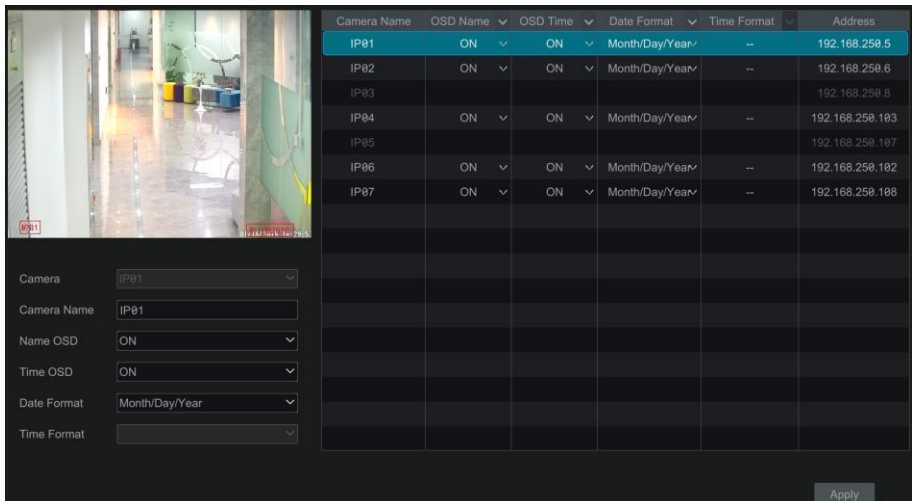 Camera Name OSD Name OSD Time Date Format Time Format Address
IP01 ON ON Month/Day/Year -- 192.168.250.5
IP02 ON ON Month/Day/Year -- 192.168.250.6
IP03 192.168.250.8
IP04 ON ON Month/Day/Year -- 192.168.250.103
IP05 192.168.250.107
IP06 ON ON Month/Day/Year -- 192.168.250.102
IP07 ON ON Month/Day/Year -- 192.168.250.108
IP01
Camera IP01
Camera Name IP01
Name OSD ON
Time OSD ON
Date Format Month/Day/Year
Time Format
Apply